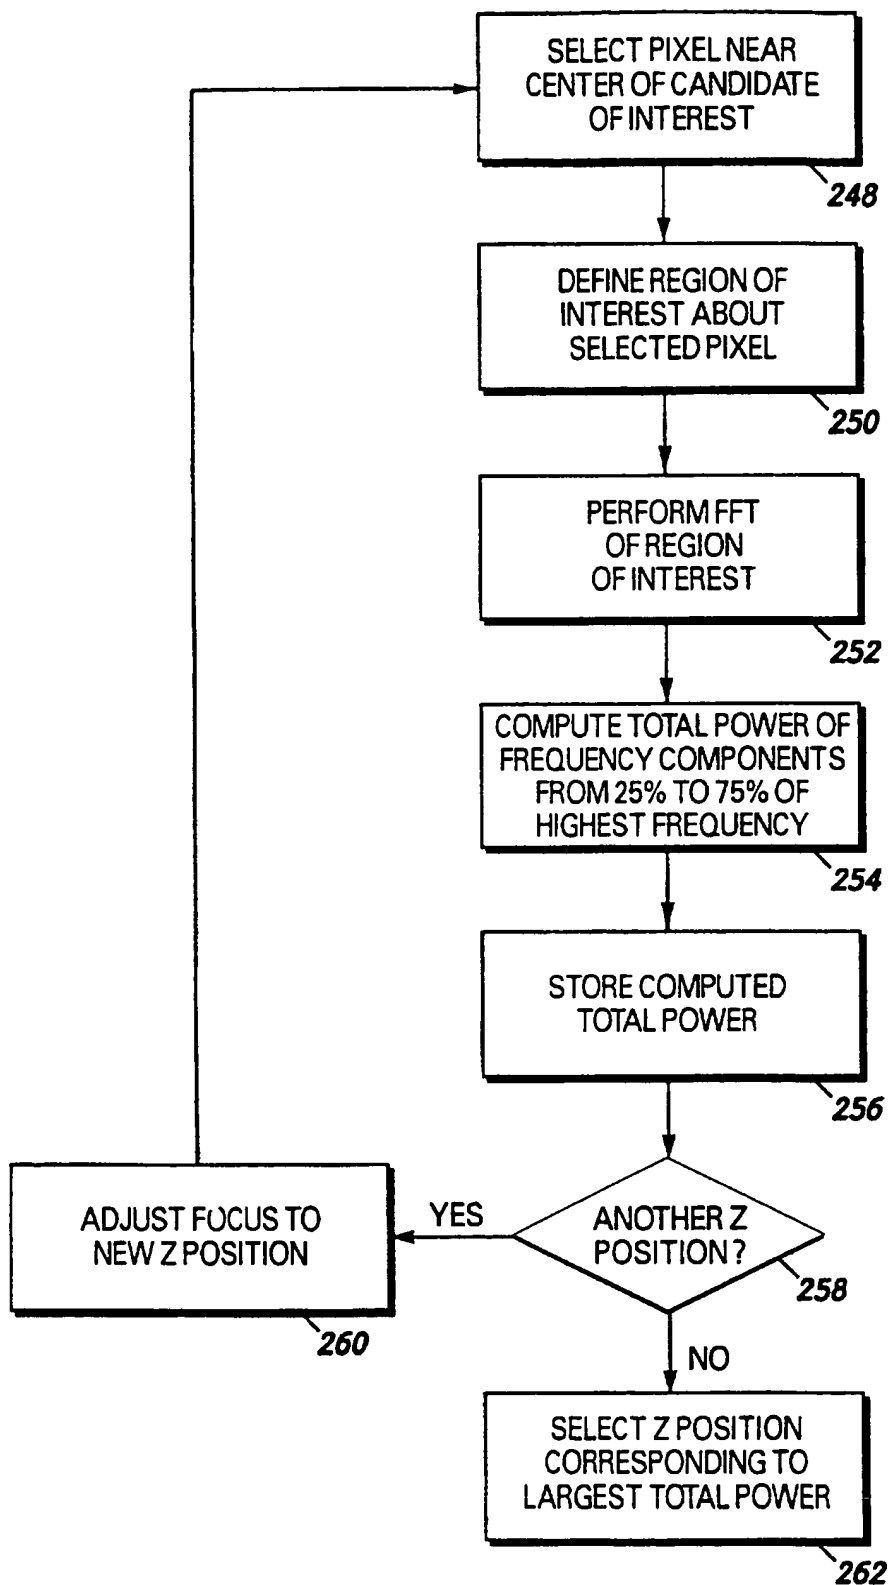 SELECT PIXEL NEAR
CENTER OF CANDIDATE
OF INTEREST
248
DEFINE REGION OF
INTEREST ABOUT
SELECTED PIXEL
250
PERFORM FFT
OF REGION
OF INTEREST
252
COMPUTE TOTAL POWER OF
FREQUENCY COMPONENTS
FROM 25% TO 75% OF
HIGHEST FREQUENCY
254
STORE COMPUTED
TOTAL POWER
256
ANOTHER Z
POSITION?
258
YES
ADJUST FOCUS TO
NEW Z POSITION
260
NO
SELECT Z POSITION
CORRESPONDING TO
LARGEST TOTAL POWER
262